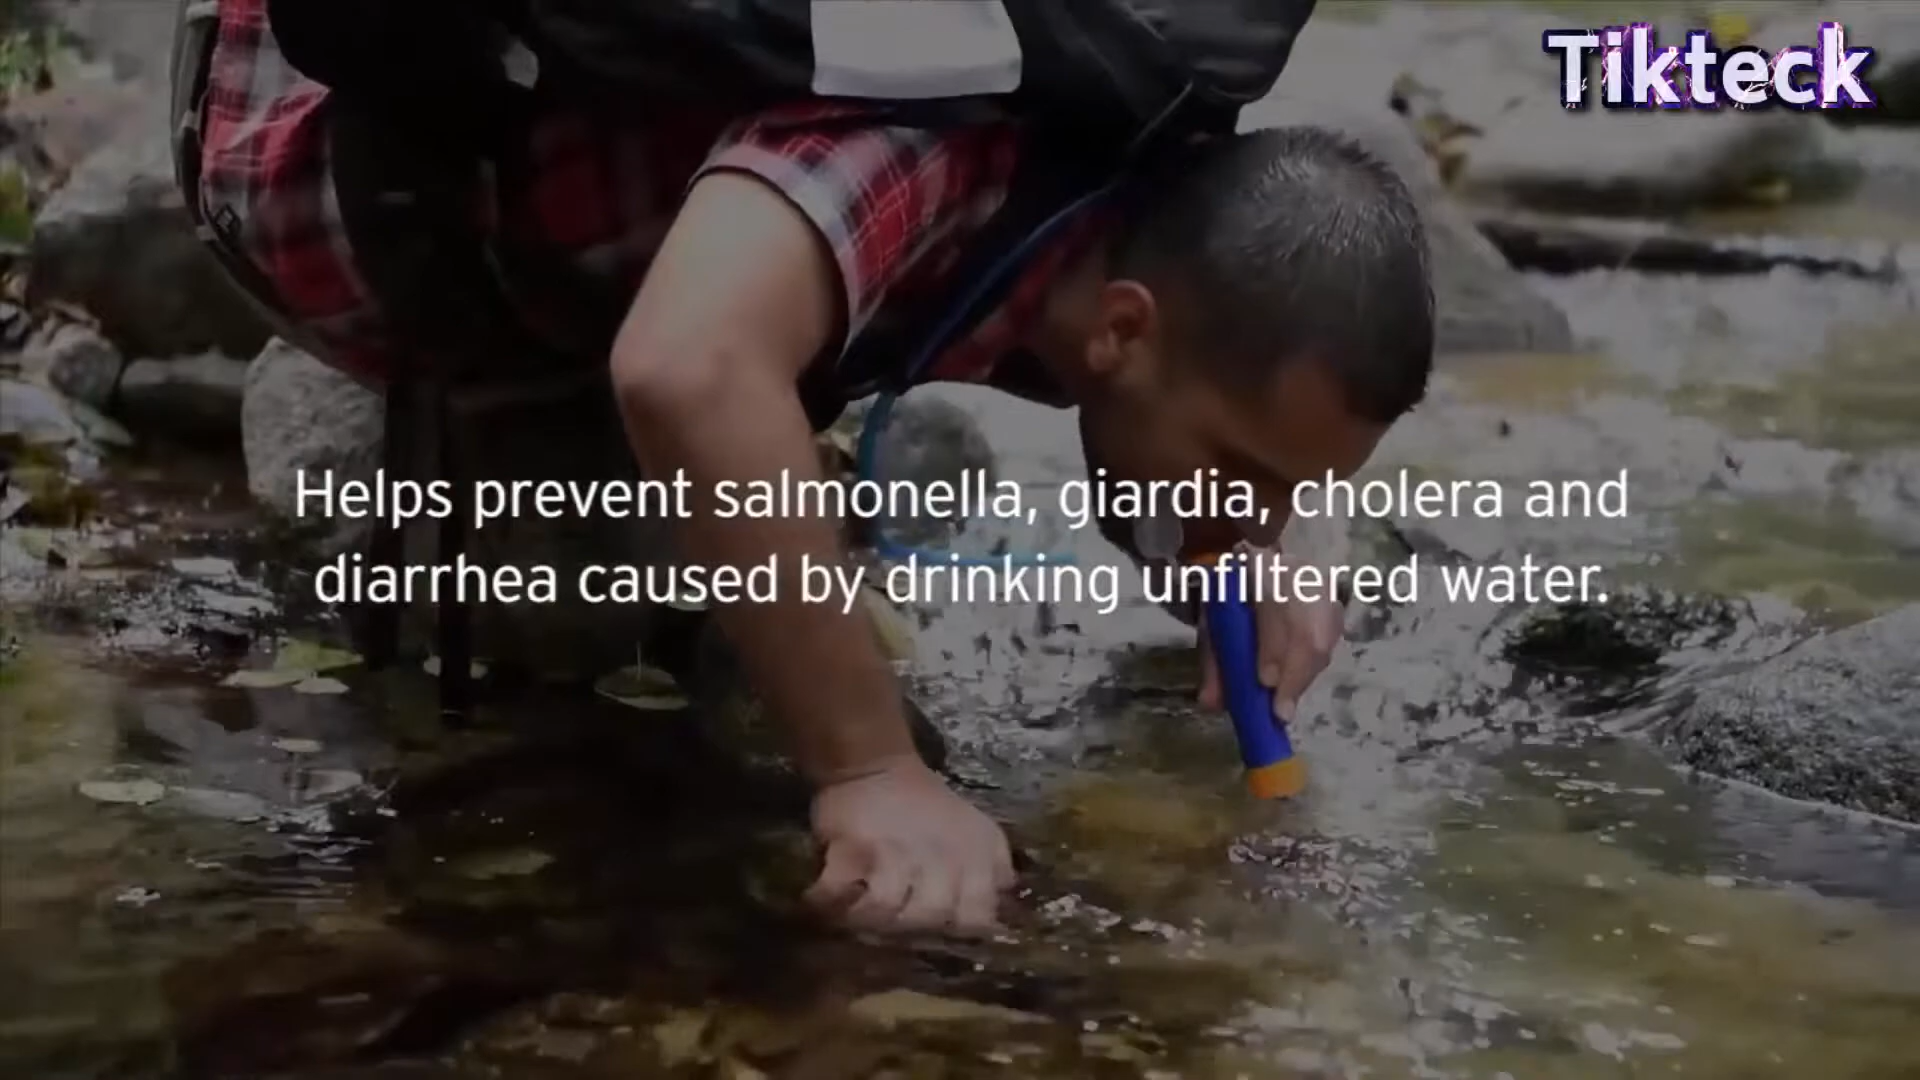 Tikteck
Helps prevent salmonella, giardia, cholera and
diarrhea caused by drinking unfiltered water.